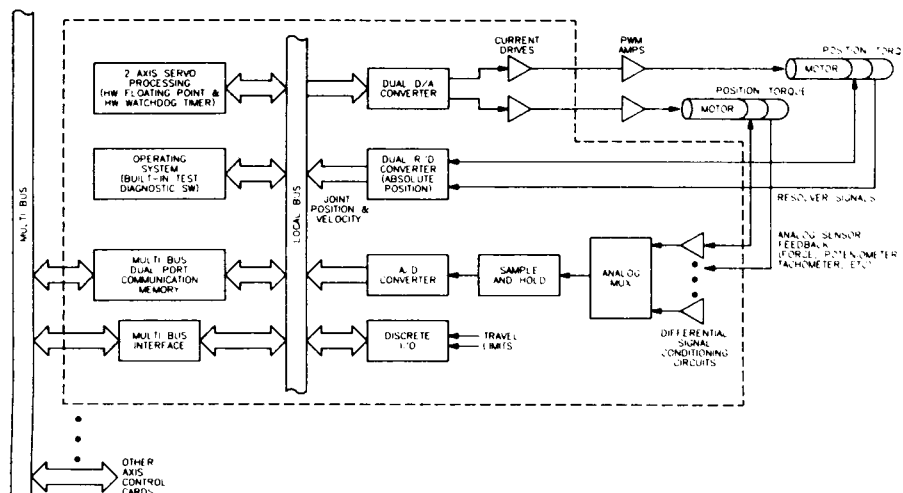 MULTI BUS
2 AXIS SERVO
PROCESSING
(HW FLOATING POINT &
HW WATCHDOG TIMER)
OPERATING
SYSTEM
(BUILT-IN TEST
DIAGNOSTIC SW)
MULTI BUS
DUAL PORT
COMMUNICATION
MEMORY
MULTI BUS
INTERFACE
OTHER
AXIS
CONTROL
CARDS
LOCAL BUS
DUAL D/A
CONVERTER
DUAL R/D
CONVERTER
(ABSOLUTE
POSITION)
JOINT
POSITION &
VELOCITY
A/D
CONVERTER
SAMPLE
AND HOLD
ANALOG
MUX
DISCRETE
I/O
TRAVEL
LIMITS
CURRENT
DRIVES
PWM
AMPS
POSITION TORQ
MOTOR
POSITION TORQUE
MOTOR
RESOLVER SIGNALS
ANALOG SENSOR
FEEDBACK
(FORCE, POTENIOMETER
TACHOMETER, ETC)
DIFFERENTIAL
SIGNAL
CONDITIONING
CIRCUITS